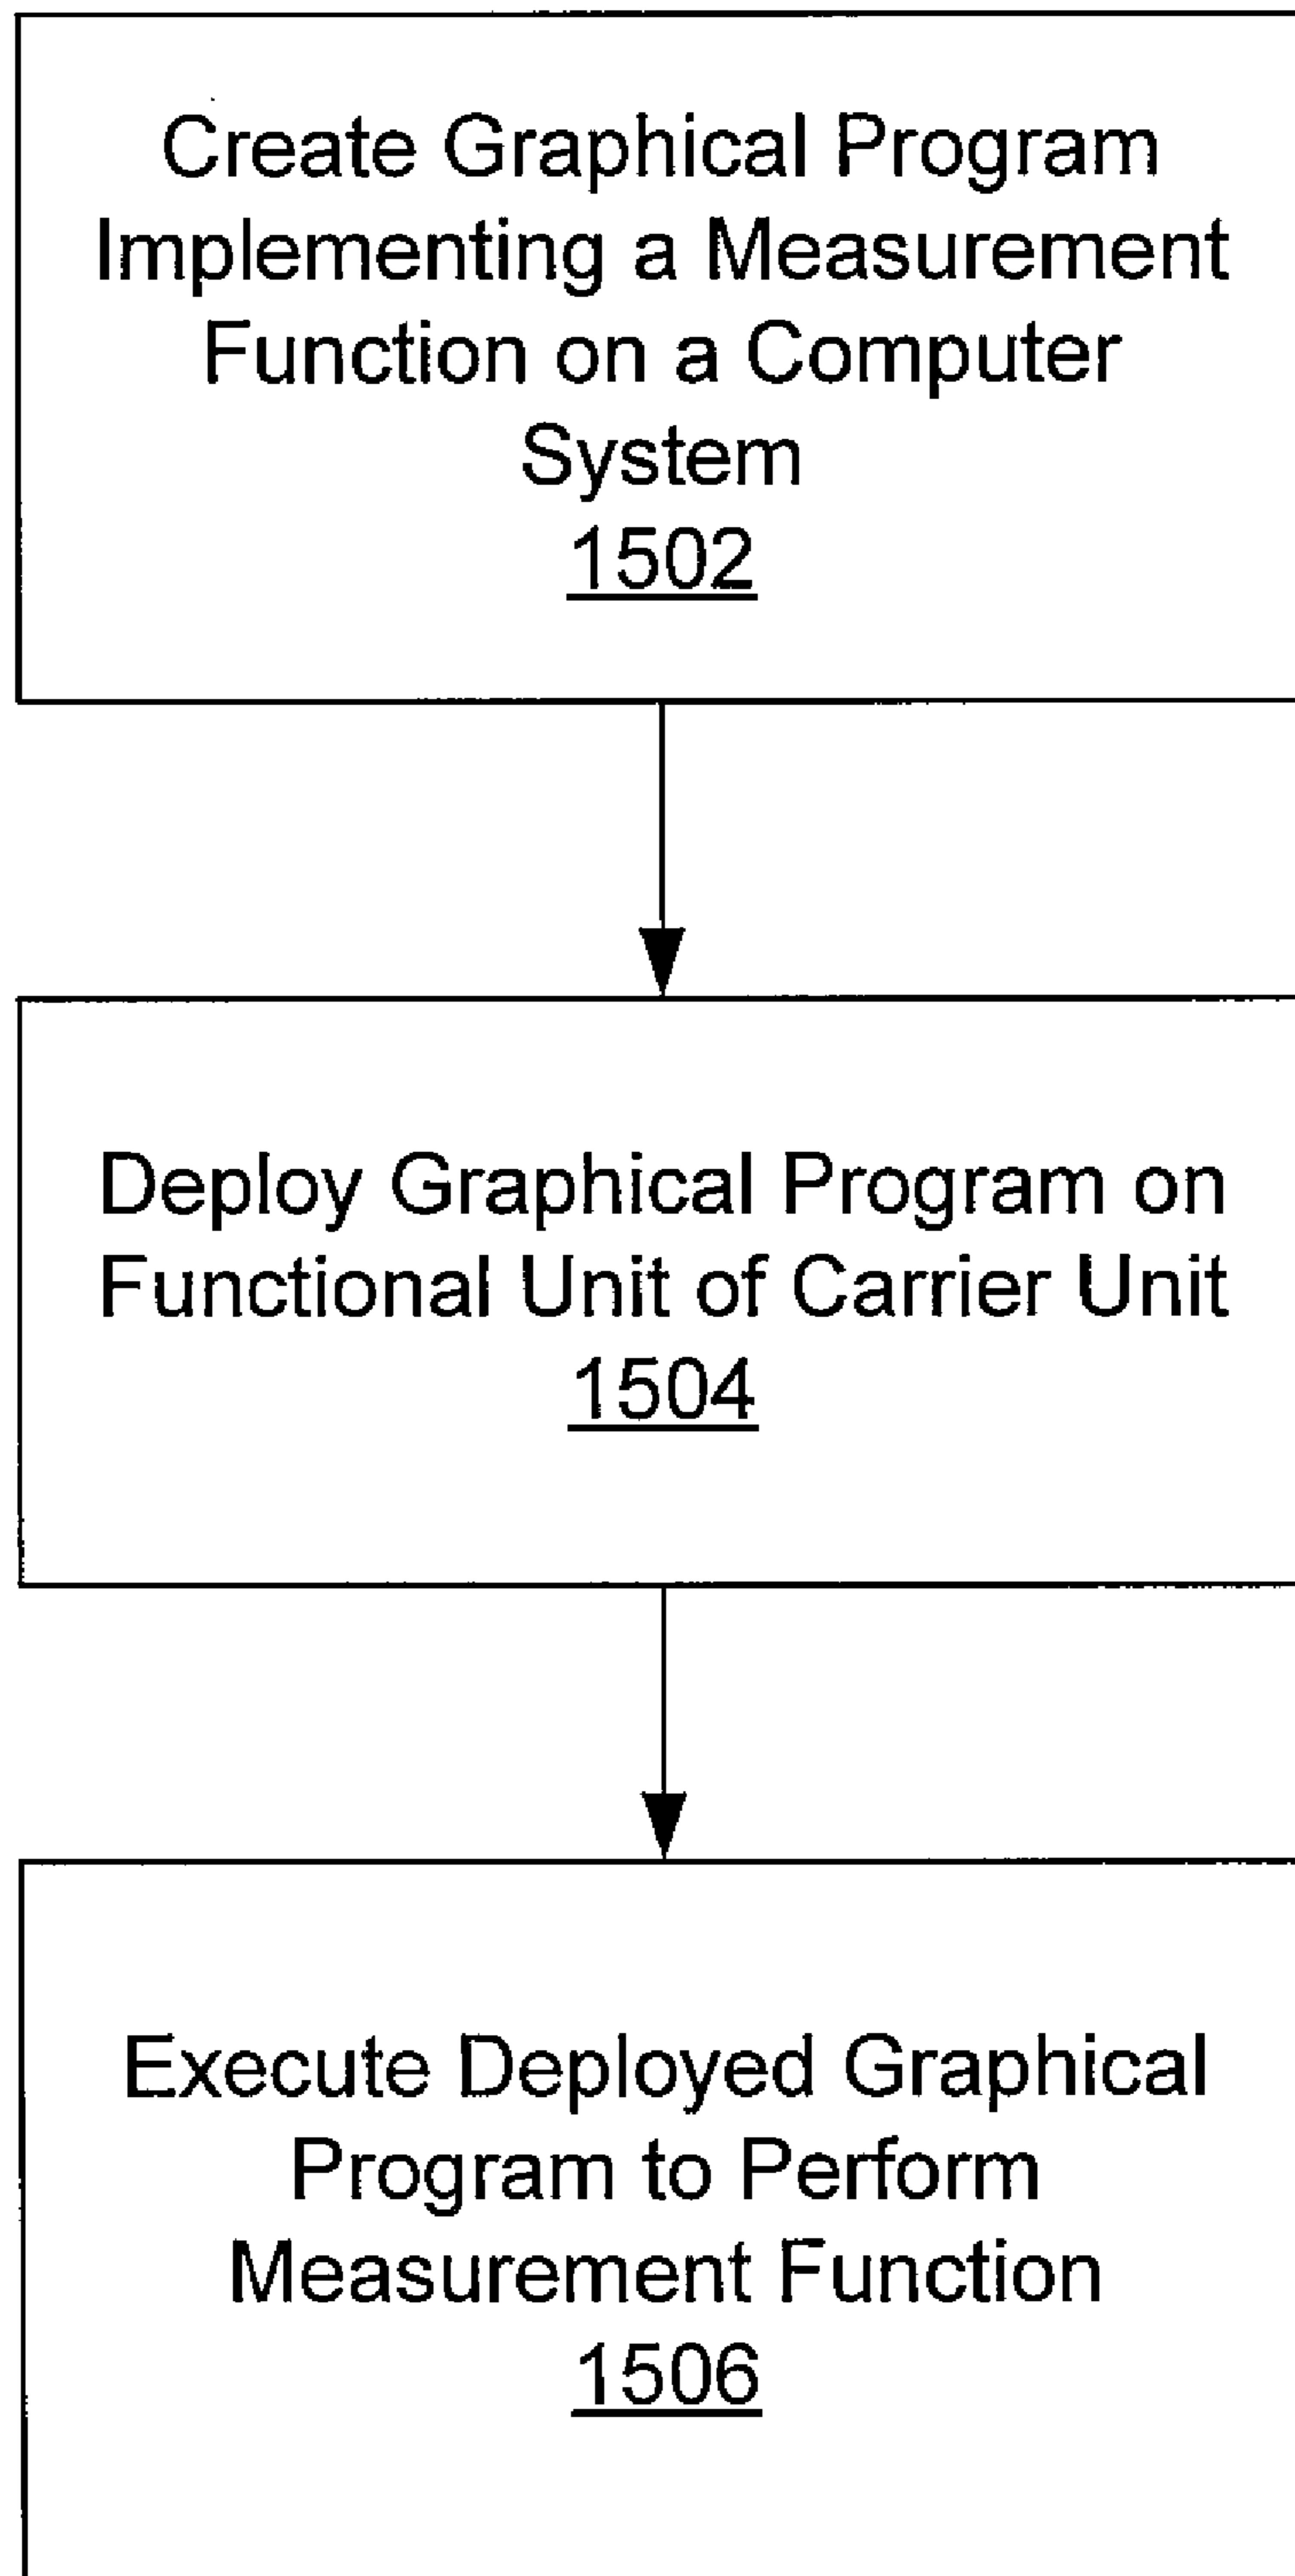 Create Graphical Program
Implementing a Measurement
Function on a Computer
System
1502
Deploy Graphical Program on
Functional Unit of Carrier Unit
1504
Execute Deployed Graphical
Program to Perform
Measurement Function
1506